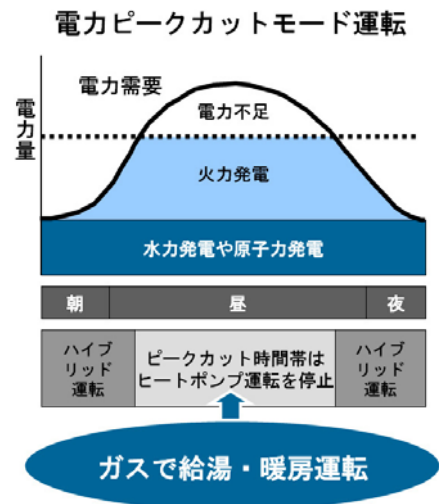 電力ピークカットモード運転
電力量
電力需要
電力不足
火力発電
水力発電や原子力発電
朝
昼
夜
ハイブ
リッド
運転
ピークカット時間帯は
ヒートポンプ運転を停止
ハイブ
リッド
運転
ガスで給湯・暖房運転